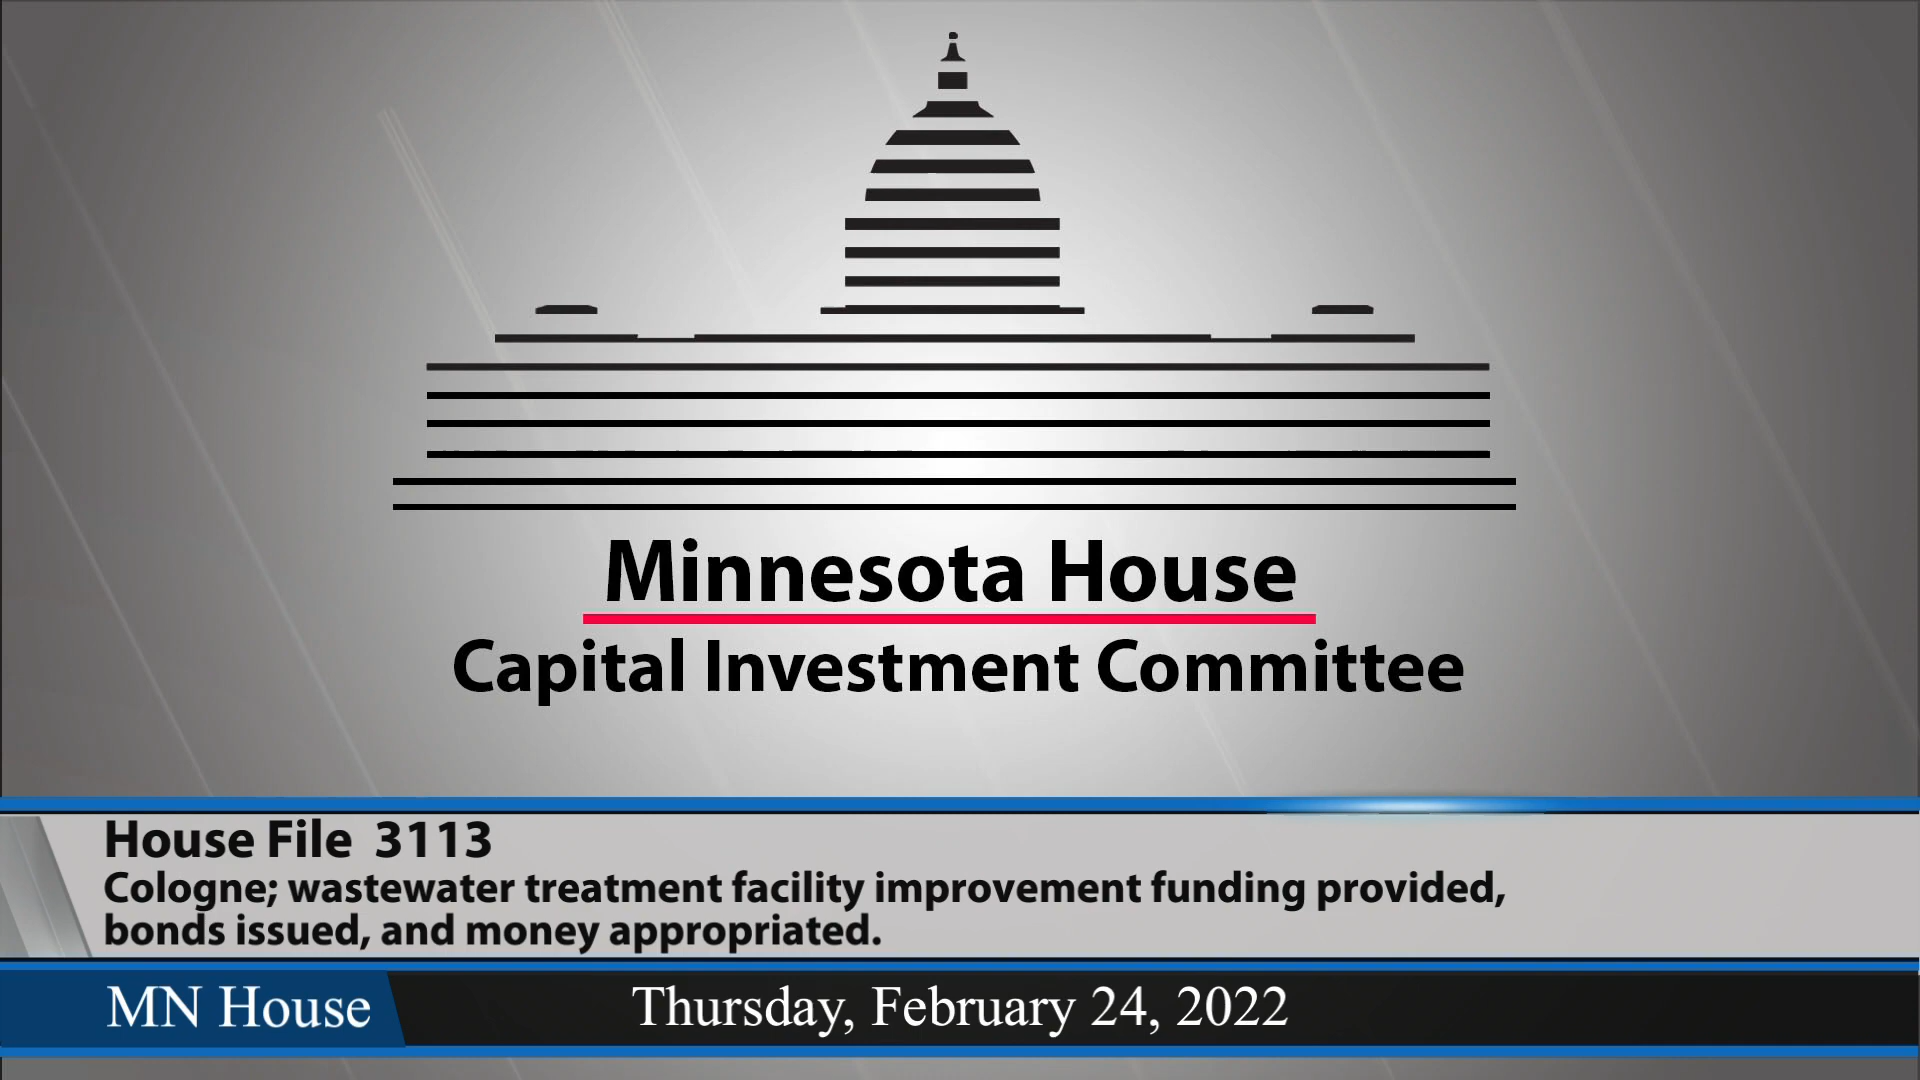 Minnesota House
Capital Investment Committee
House File 3113
Cologne; wastewater treatment facility improvement funding provided,
bonds issued, and money appropriated.
MN House
Thursday, February 24, 2022